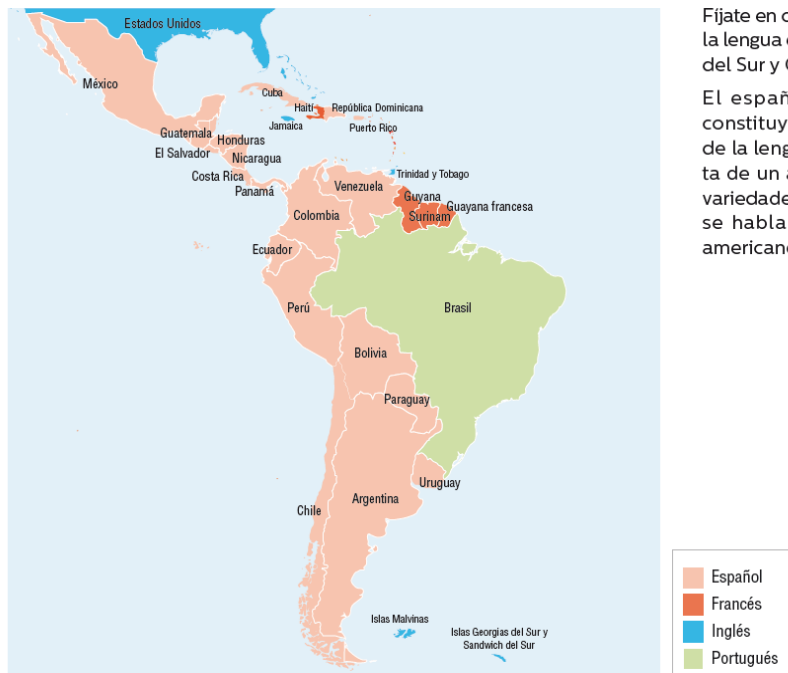 Estados Unidos
México
Cuba
Haití
República Dominicana
Jamaica
Puerto Rico
Guatemala
Honduras
El Salvador
Nicaragua
Costa Rica
Panamá
Trinidad y Tobago
Venezuela
Guyana
Guayana francesa
Surinam
Colombia
Ecuador
Perú
Brasil
Bolivia
Paraguay
Uruguay
Argentina
Chile
Islas Malvinas
Islas Georgias del Sur y
Sandwich del Sur
Fíjate en
la lengua
del Sur y
El
constituy
de la leng
ta de un
variedade
se habla
american
Español
Francés
Inglés
Portugués